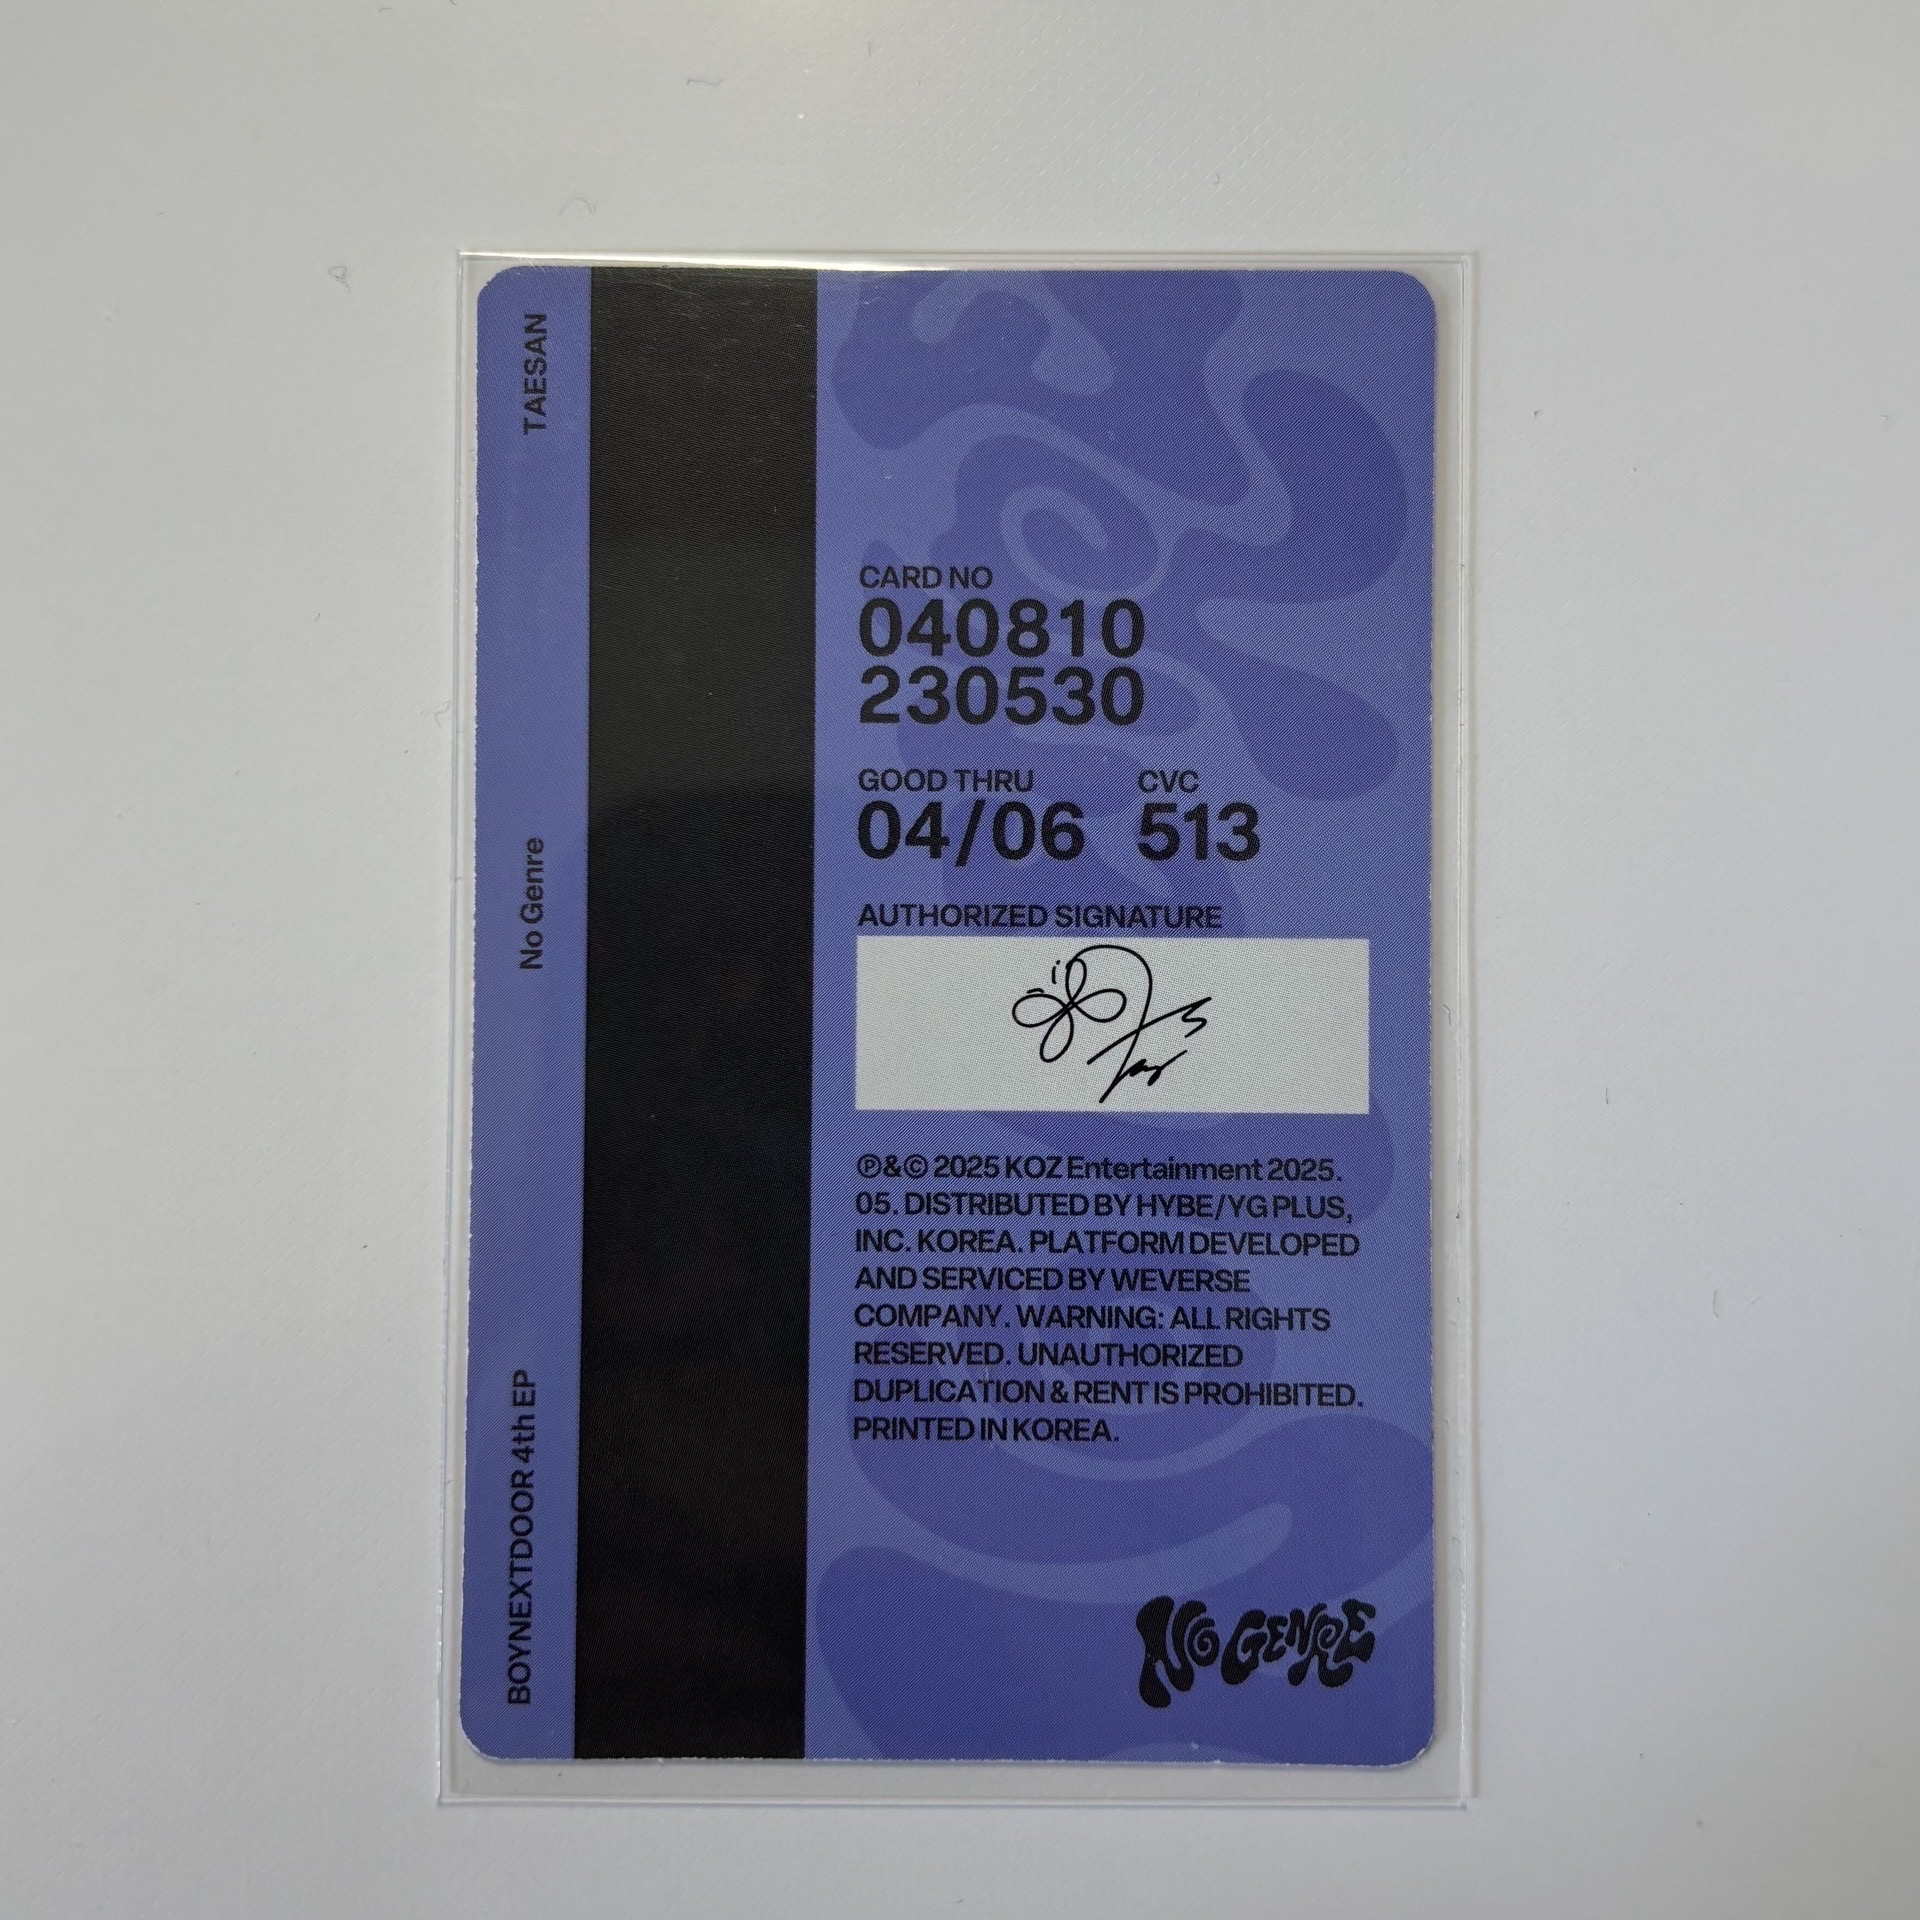 TAESAN
No Genre
BOYNEXTDOOR 4th EP
CARD NO
040810
230530
GOOD THRU CVC
04/06 513
AUTHORIZED SIGNATURE
℗&© 2025 KOZ Entertainment 2025.
05. DISTRIBUTED BY HYBE/YG PLUS,
INC. KOREA. PLATFORM DEVELOPED
AND SERVICED BY WEVERSE
COMPANY. WARNING: ALL RIGHTS
RESERVED. UNAUTHORIZED
DUPLICATION & RENT IS PROHIBITED.
PRINTED IN KOREA.
NO GENRE